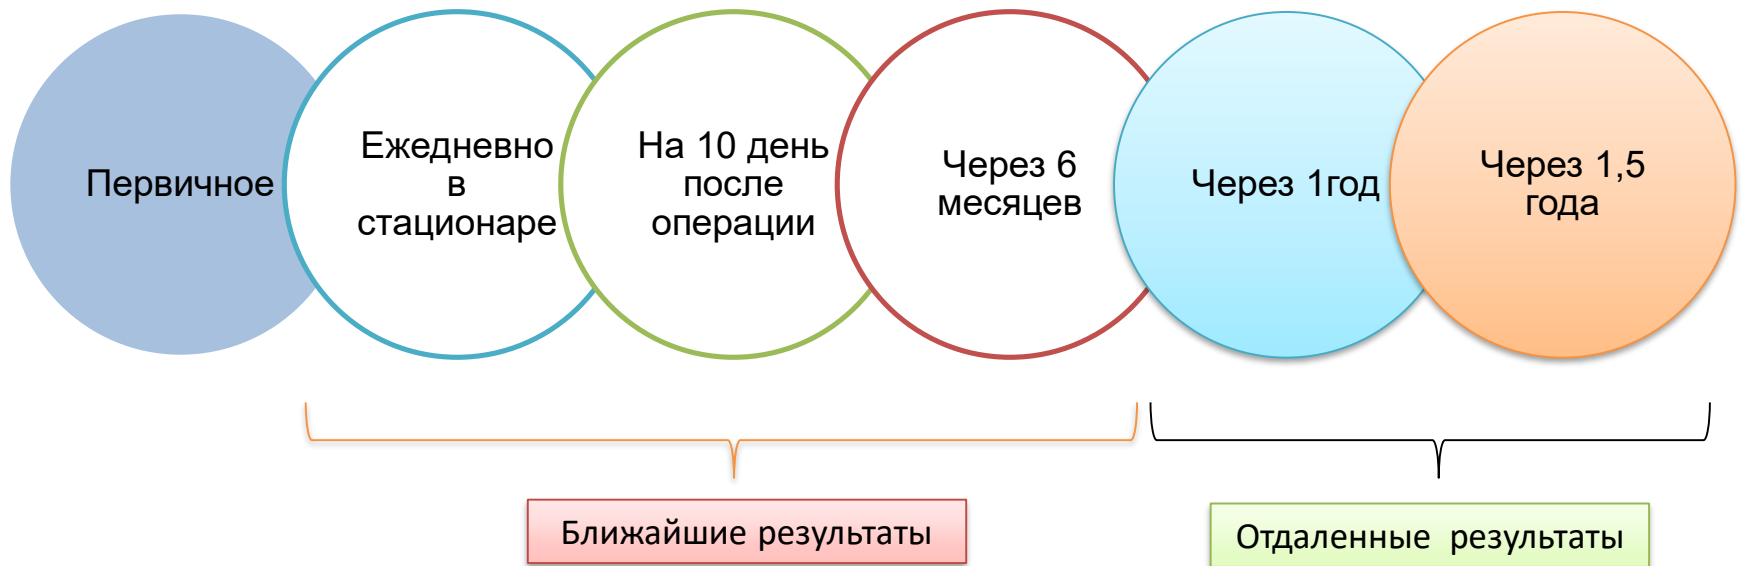 Первичное
Ежедневно
в
стационаре
На 10 день
после
операции
Через 6
месяцев
Через 1год
Через 1,5
года
Ближайшие результаты
Отдаленные результаты